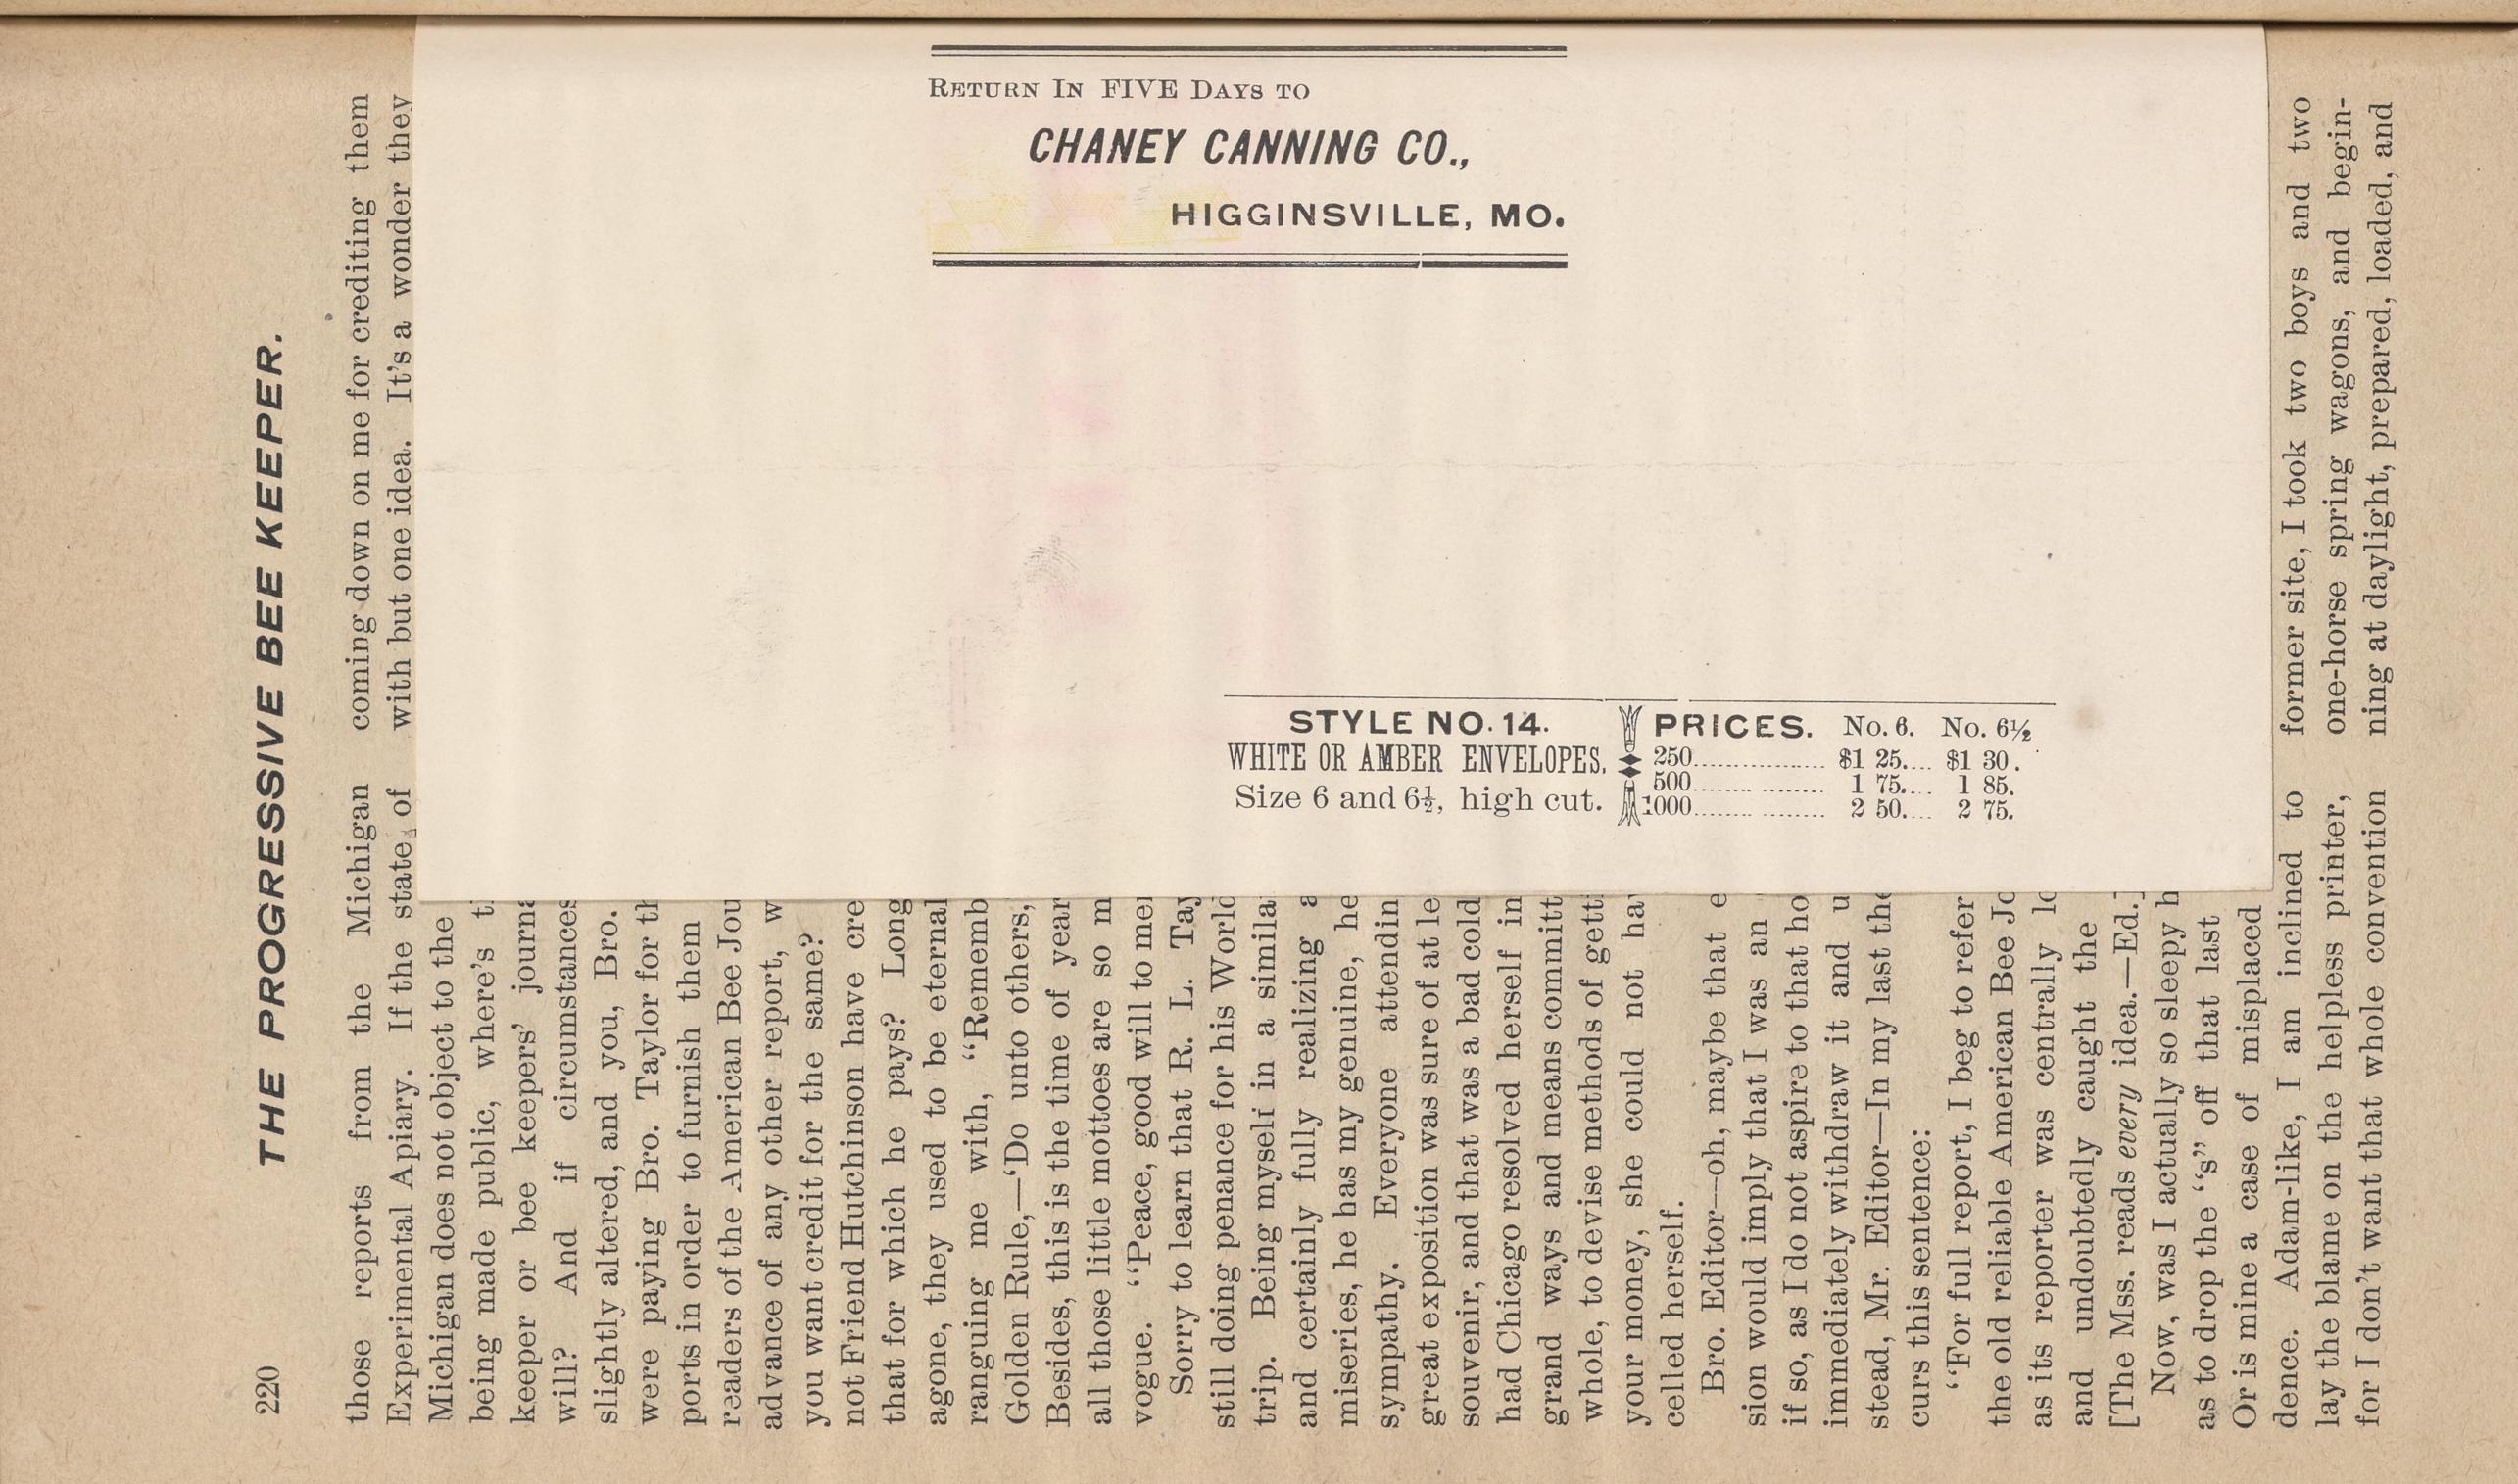 RETURN IN FIVE DAYS TO
CHANEY CANNING CO.,
HIGGINSVILLE, MO.
STYLE NO. 14.
WHITE OR AMBER ENVELOPES.
Size 6 and 6½, high cut.
PRICES. No. 6. No. 6½
250................ $1 25.... $1 30.
500........ ........ 1 75.... 1 85.
1000........ ........ 2 50.... 2 75.
220 THE PROGRESSIVE BEE KEEPER.
those reports from the Michigan
Experimental Apiary. If the state of
Michigan does not object to the
being made public, where's
keeper or bee keepers'
will? And if circumstances
slightly altered, and you, Bro.
were paying Bro. Taylor for
ports in order to furnish them
readers of the American Bee
advance of any other report,
you want credit for the same?
not Friend Hutchinson have
that for which he pays? Long
agone, they used to be
ranguing me with, “
Golden Rule,—‘Do unto others,
Besides, this is the time of
all those little mottoes are so
vogue. “Peace, good will to
Sorry to learn that R. L.
still doing penance for his
trip. Being myself in a
and certainly fully realizing
miseries, he has my genuine,
sympathy. Everyone
great exposition was sure of at
souvenir, and that was a bad cold
had Chicago resolved herself in
grand ways and means
whole, to devise methods of
your money, she could not
celled herself.
Bro. Editor—oh, maybe that
sion would imply that I was an
if so, as I do not aspire to that
immediately withdraw it and
stead, Mr. Editor—In my last
curs this sentence:
“For full report, I beg to refer
the old reliable American Bee
as its reporter was centrally
and undoubtedly caught the
[The Mss. reads every idea.—Ed.]
Now, was I actually so sleepy
as to drop the “s” off that last
Or is mine a case of misplaced
dence. Adam-like, I am inclined to
lay the blame on the helpless printer,
for I don't want that whole convention
coming down on me for crediting them
with but one idea. It's a wonder they
former site, I took two boys and two
one-horse spring wagons, and begin-
ning at daylight, prepared, loaded, and